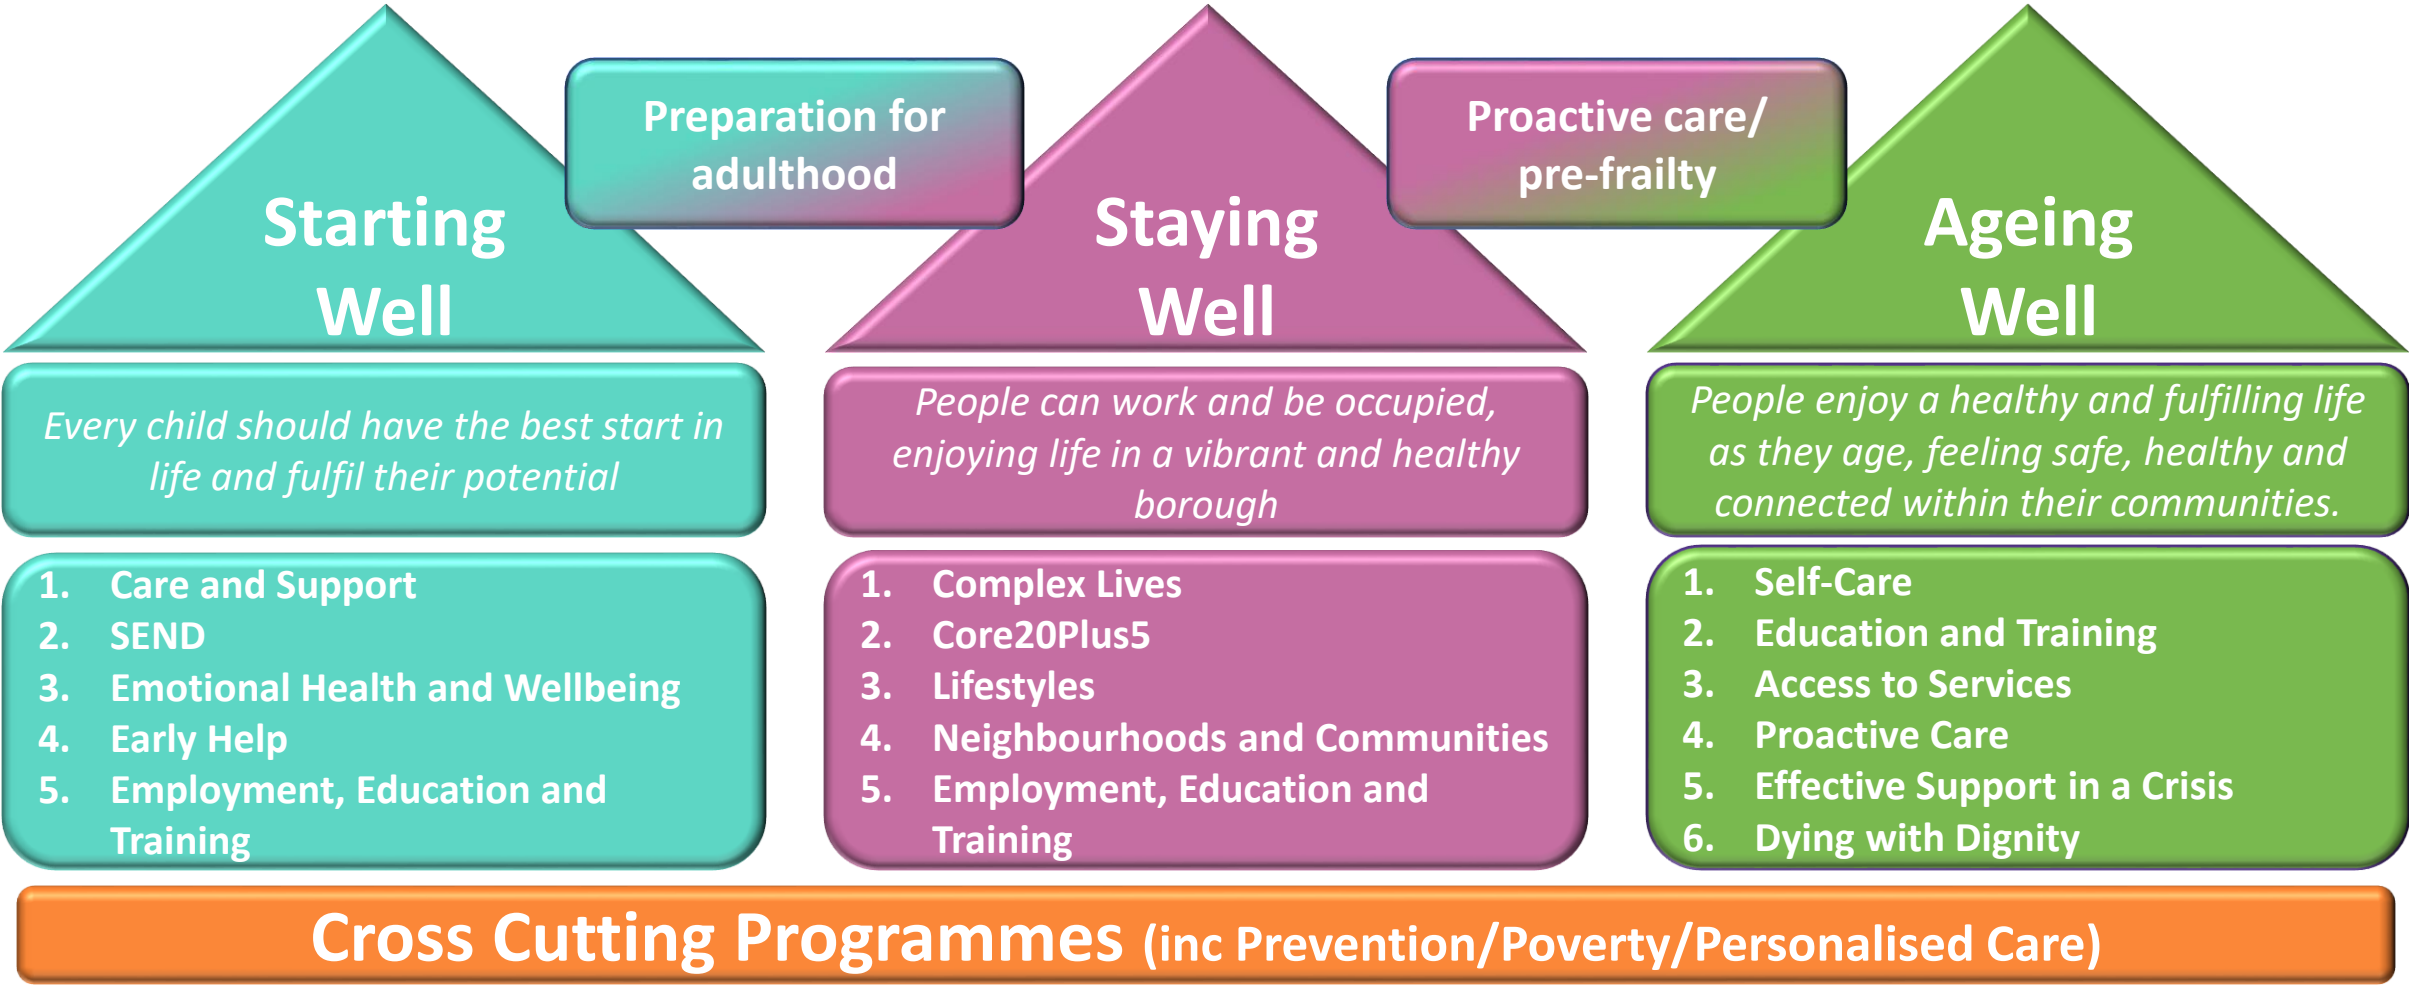 Preparation for
adulthood
Proactive care/
pre-frailty
Starting
Well
Staying
Well
Ageing
Well
Every child should have the best start in
life and fulfil their potential
People can work and be occupied,
enjoying life in a vibrant and healthy
borough
People enjoy a healthy and fulfilling life
as they age, feeling safe, healthy and
connected within their communities.
1. Care and Support
2. SEND
3. Emotional Health and Wellbeing
4. Early Help
5. Employment, Education and
Training
1. Complex Lives
2. Core20Plus5
3. Lifestyles
4. Neighbourhoods and Communities
5. Employment, Education and
Training
1. Self-Care
2. Education and Training
3. Access to Services
4. Proactive Care
5. Effective Support in a Crisis
6. Dying with Dignity
Cross Cutting Programmes (inc Prevention/Poverty/Personalised Care)